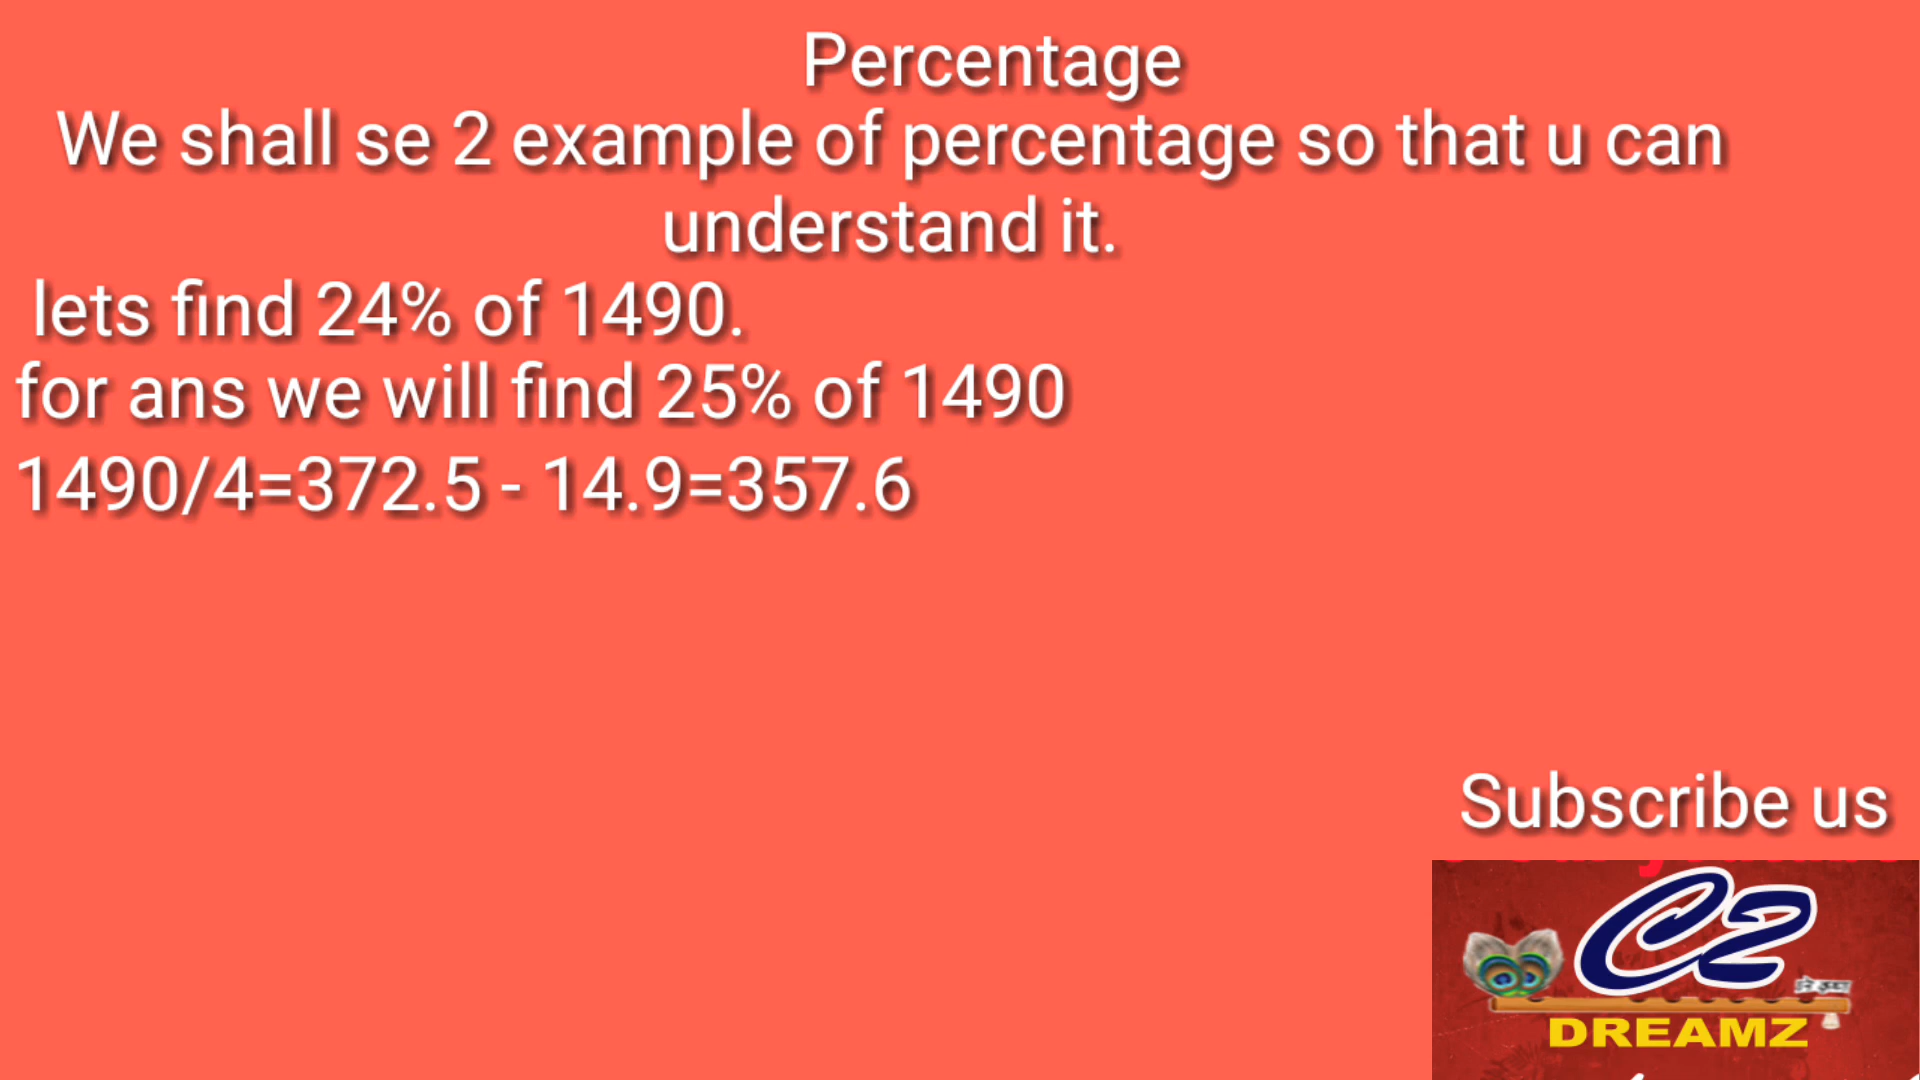 Percentage
We shall se 2 example of percentage so that u can
understand it.
lets find 24% of 1490.
for ans we will find 25% of 1490
1490/4=372.5 - 14.9=357.6
Subscribe us
C2
DREAMZ